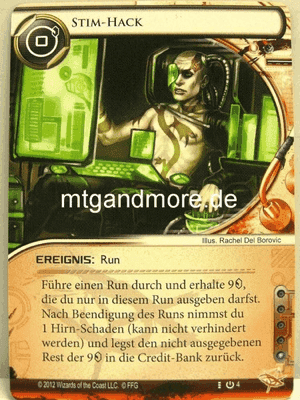 Stim-Hack
0
mtgandmore.de
Illus. Rachel Del Borovic
EREIGNIS: Run
Führe einen Run durch und erhalte 9
die du nur in diesem Run ausgeben darfst.
Nach Beendigung des Runs nimmst du
1 Hirn-Schaden (kann nicht verhindert
werden) und legst den nicht ausgegebenen
Rest der 9 in die Credit-Bank zurück.
© 2012 Wizards of the Coast LLC. © FFG
4